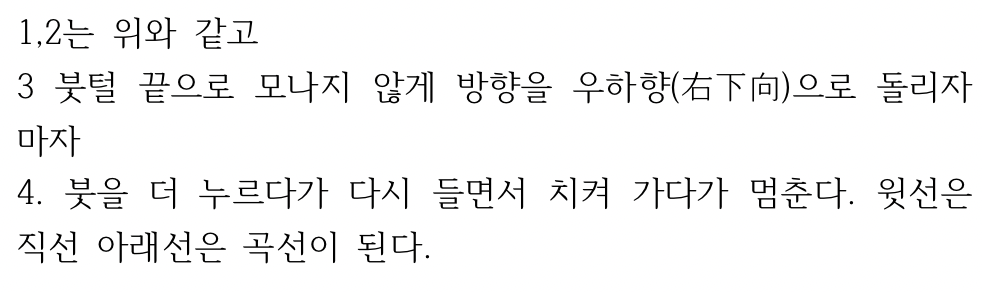 1,2는 위와 같고
3 붓털 끝으로 모나지 않게 방향을 우하향(右下向)으로 돌리자
마자
4. 붓을 더 누르다가 다시 들면서 치켜 가다가 멈춘다. 윗선은
직선 아래선은 곡선이 된다.